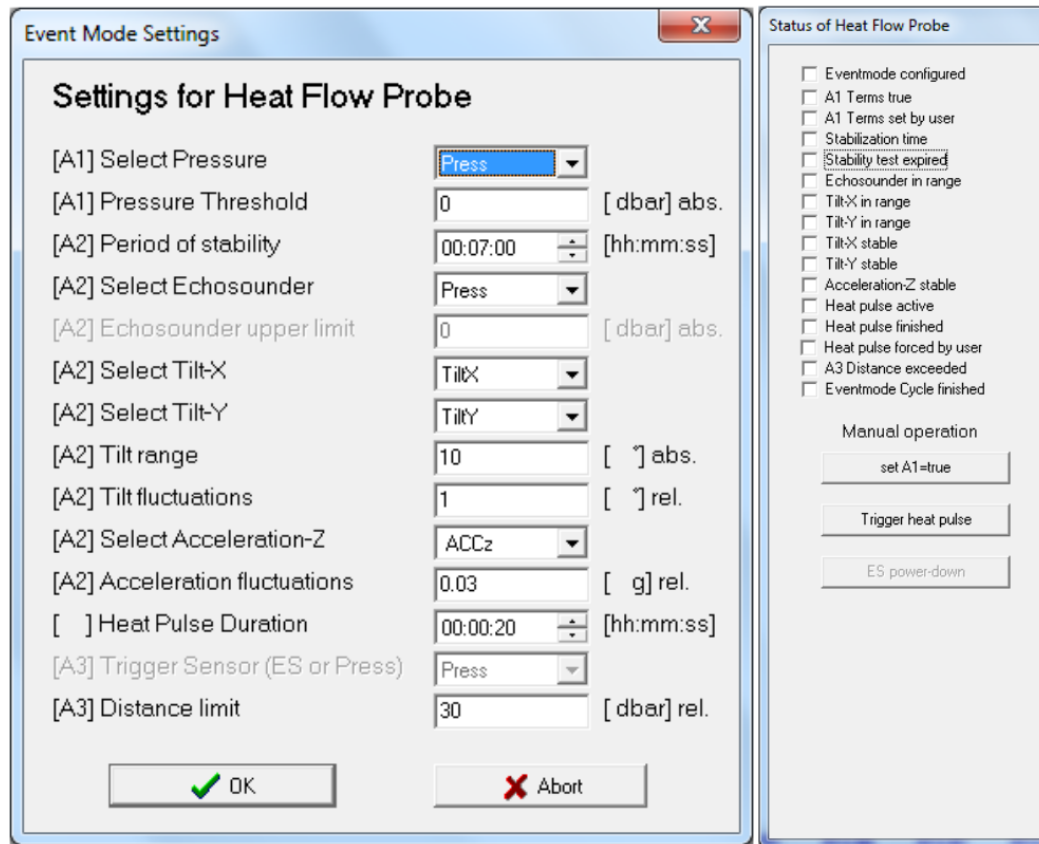 Event Mode Settings
Settings for Heat Flow Probe
[A1] Select Pressure Press
[A1] Pressure Threshold 0 [ dbar] abs.
[A2] Period of stability 00:07:00 [hh:mm:ss]
[A2] Select Echosounder Press
[A2] Echosounder upper limit 0 [ dbar] abs.
[A2] Select Tilt-X TiltX
[A2] Select Tilt-Y TiltY
[A2] Tilt range 10 [ °] abs.
[A2] Tilt fluctuations 1 [ °] rel.
[A2] Select Acceleration-Z ACCz
[A2] Acceleration fluctuations 0.03 [ g] rel.
[ ] Heat Pulse Duration 00:00:20 [hh:mm:ss]
[A3] Trigger Sensor (ES or Press) Press
[A3] Distance limit 30 [ dbar] rel.
OK Abort
Status of Heat Flow Probe
Eventmode configured
A1 Terms true
A1 Terms set by user
Stabilization time
Stability test expired
Echosounder in range
Tilt-X in range
Tilt-Y in range
Tilt-X stable
Tilt-Y stable
Acceleration-Z stable
Heat pulse active
Heat pulse finished
Heat pulse forced by user
A3 Distance exceeded
Eventmode Cycle finished
Manual operation
set A1=true
Trigger heat pulse
ES power-down